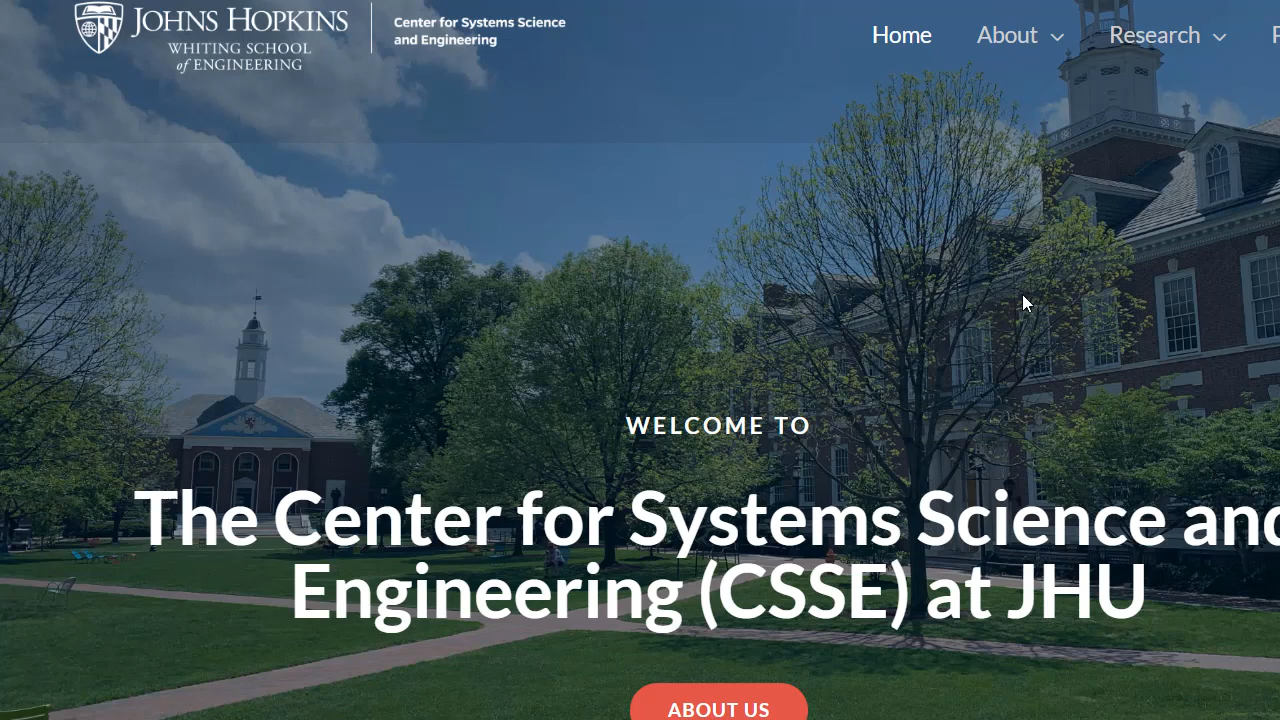 JOHNS HOPKINS
WHITING SCHOOL
of ENGINEERING
Center for Systems Science
and Engineering
Home
About
Research
WELCOME TO
The Center for Systems Science and
Engineering (CSSE) at JHU
ABOUT US